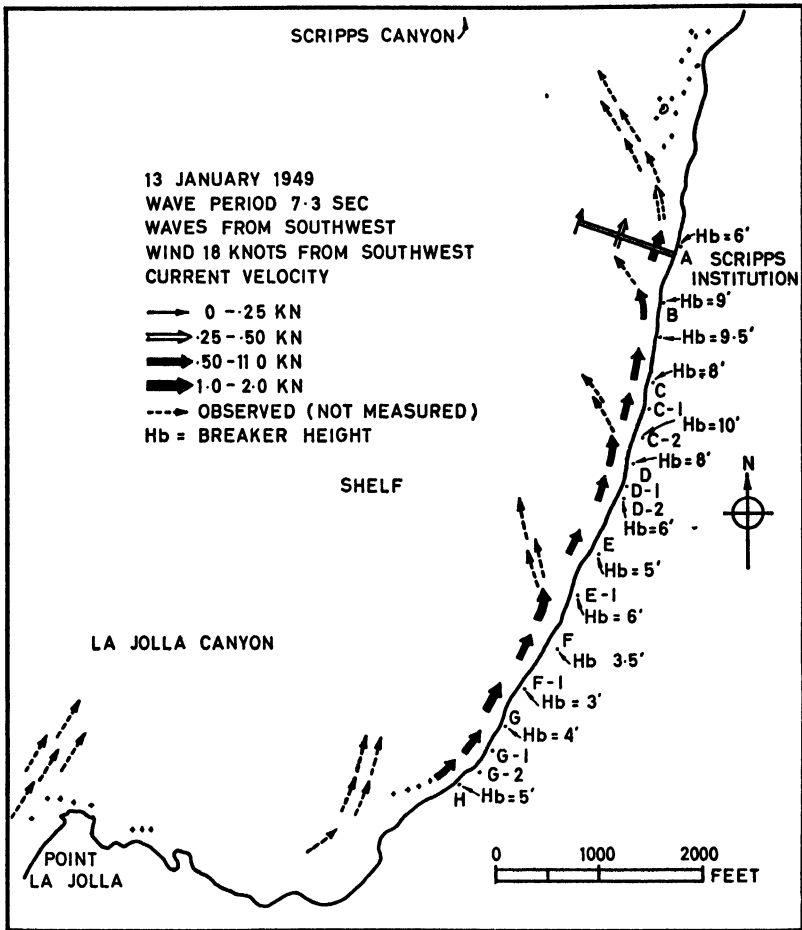 SCRIPPS CANYON
13 JANUARY 1949
WAVE PERIOD 7·3 SEC
WAVES FROM SOUTHWEST
WIND 18 KNOTS FROM SOUTHWEST
CURRENT VELOCITY
0 -·25 KN
·25-·50 KN
·50-11 0 KN
1·0-2·0 KN
OBSERVED (NOT MEASURED)
Hb = BREAKER HEIGHT
Hb=6'
A SCRIPPS
INSTITUTION
Hb=9'
B
Hb=9·5'
Hb=8'
C
C-1
Hb=10'
C-2
Hb=8'
D
D-1
D-2
Hb=6'
N
SHELF
E
Hb=5'
E-1
Hb=6'
LA JOLLA CANYON
F
Hb 3·5'
F-1
Hb=3'
G
Hb=4'
G-1
G-2
H
Hb=5'
POINT
LA JOLLA
0 1000 2000
FEET